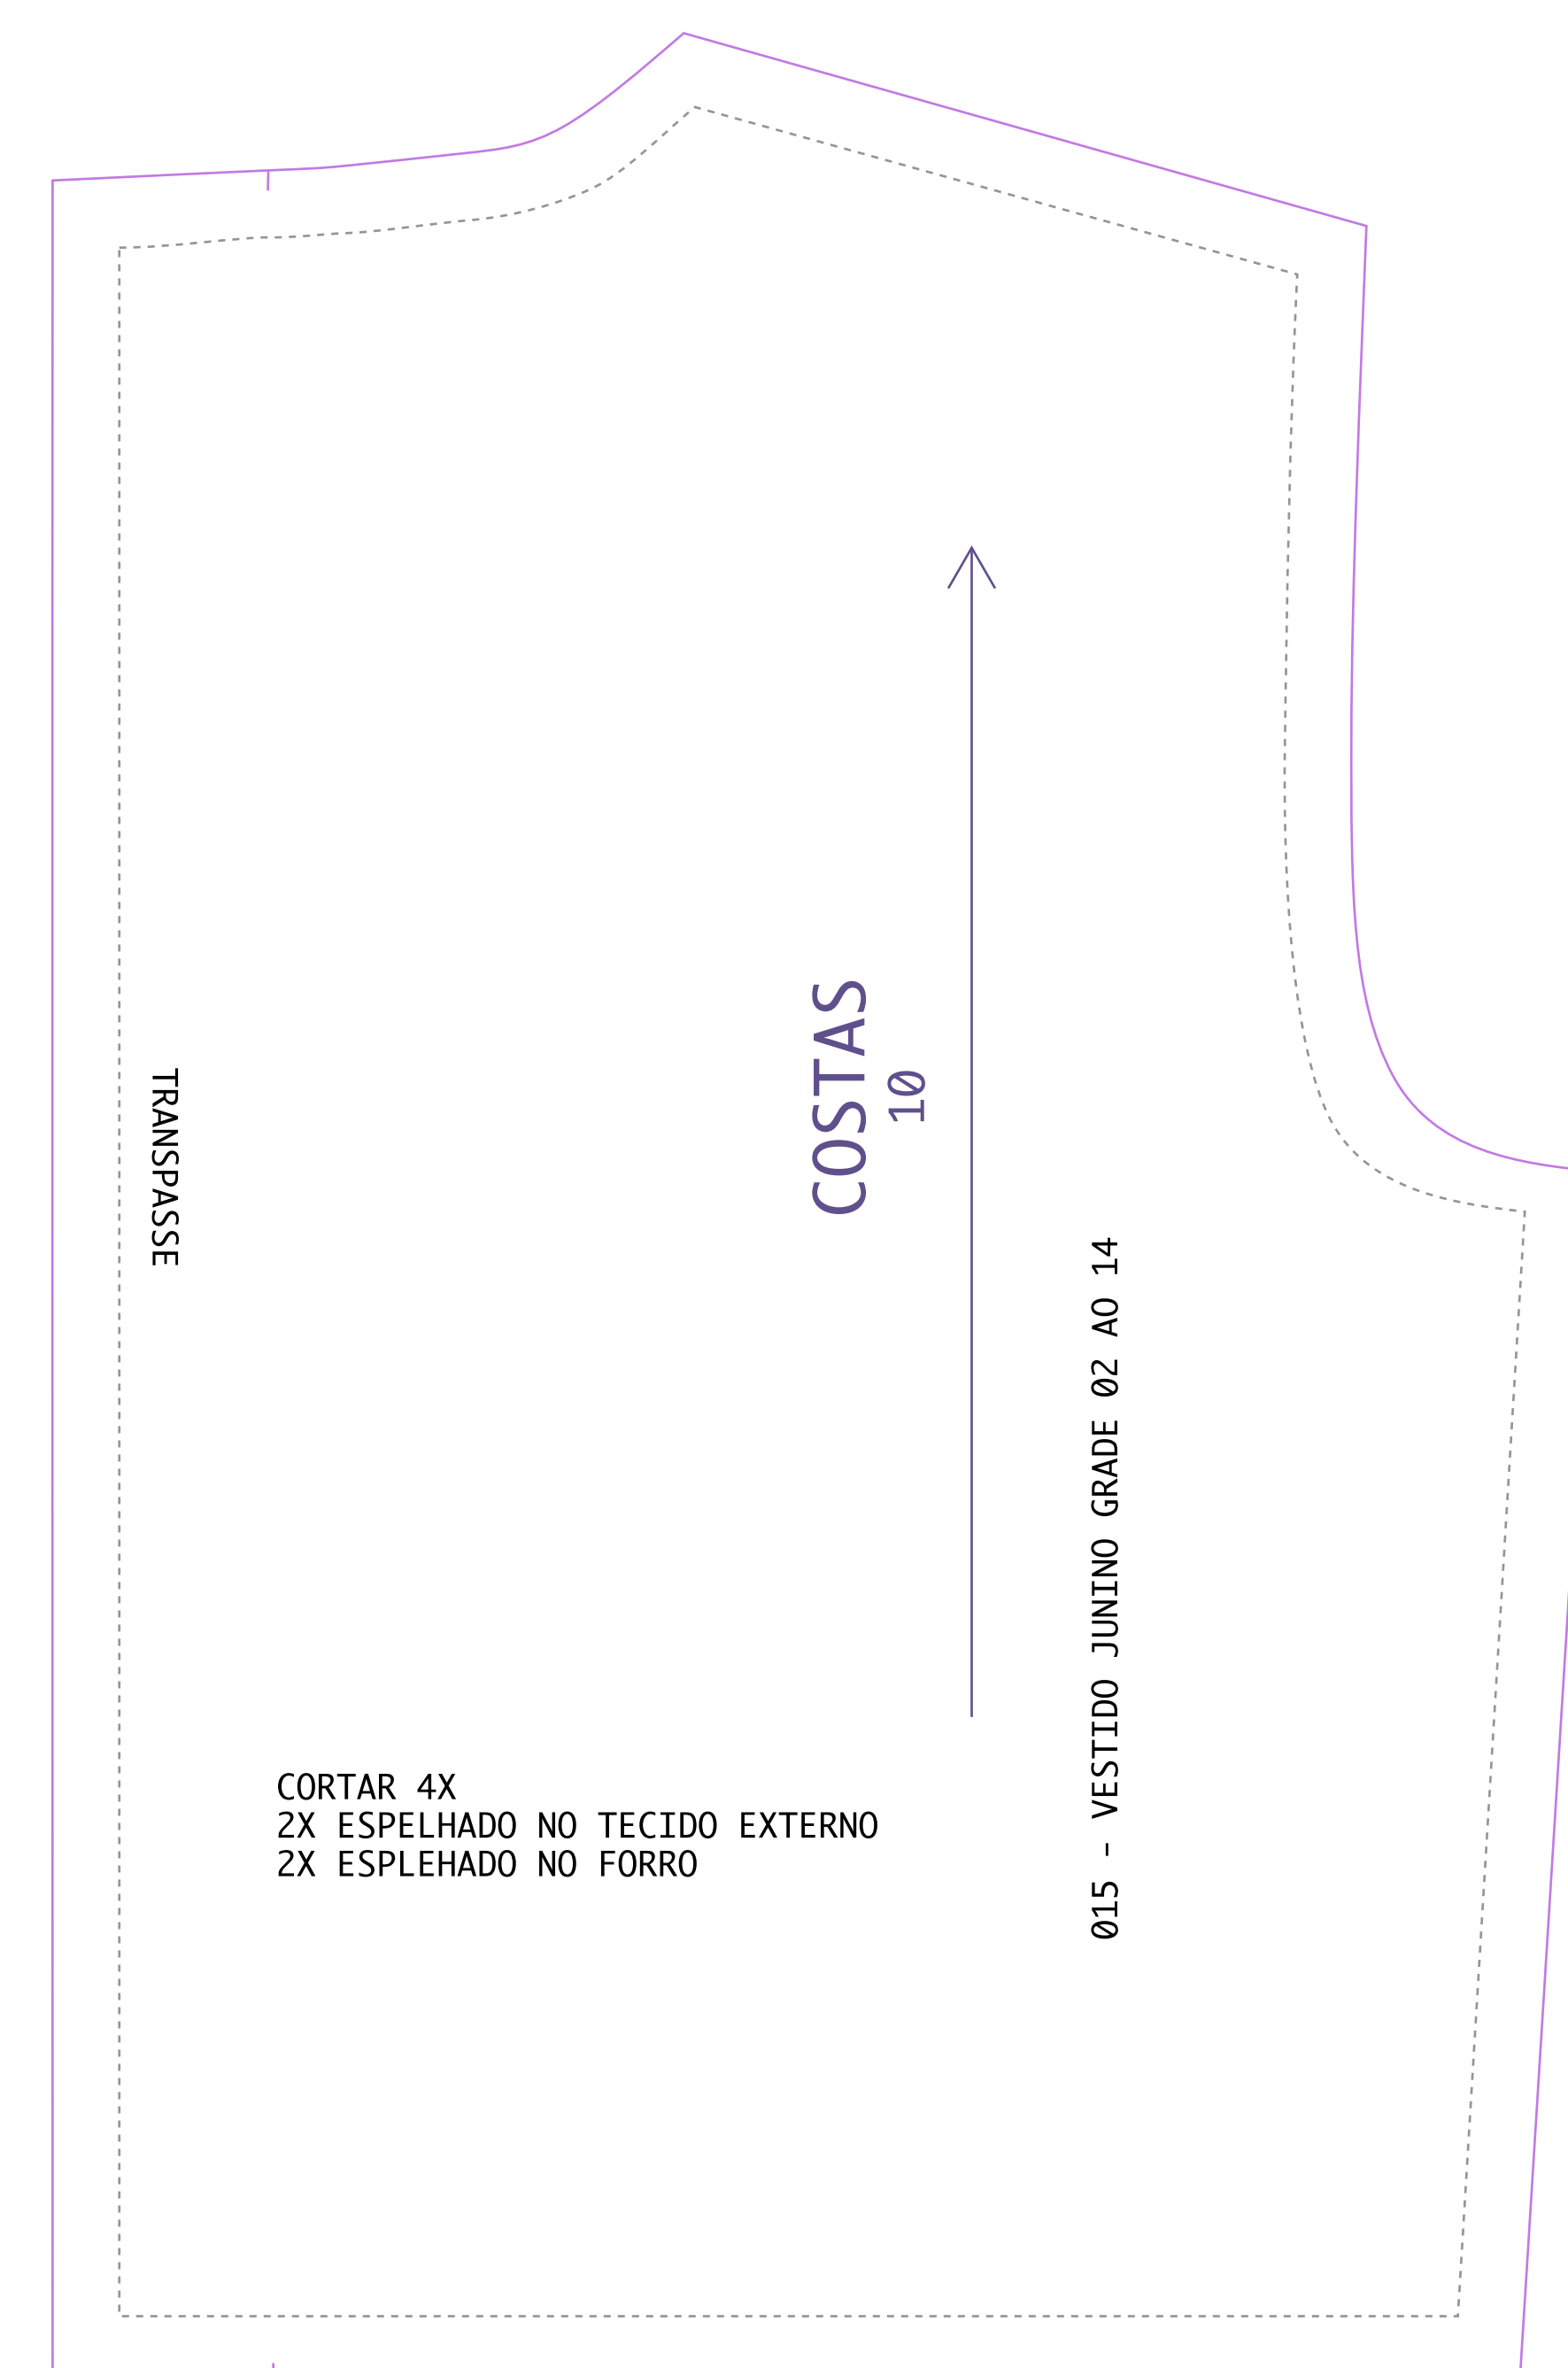 TRANSPASSE
COSTAS
10
015 - VESTIDO JUNINO GRADE 02 AO 14
CORTAR 4X
2X ESPELHADO NO TECIDO EXTERNO
2X ESPLEHADO NO FORRO